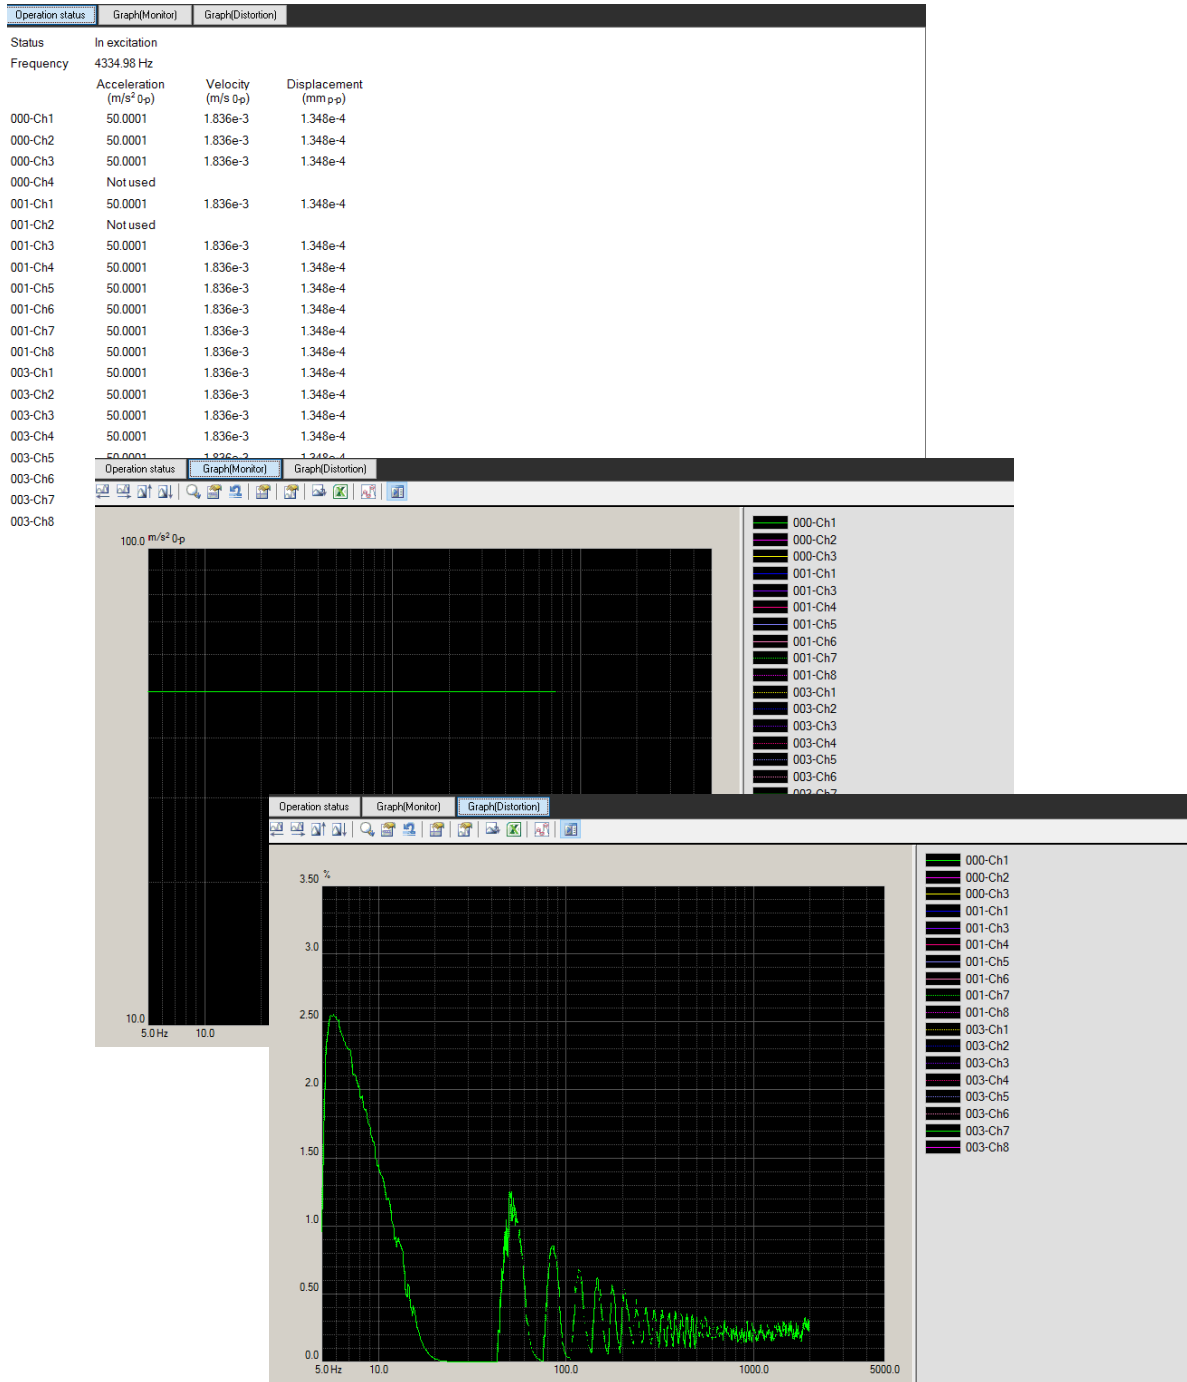 Operation status Graph(Monitor) Graph(Distortion)
Status In excitation
Frequency 4334.98 Hz
Acceleration Velocity Displacement
(m/s² 0-p) (m/s 0-p) (mm p-p)
000-Ch1 50.0001 1.836e-3 1.348e-4
000-Ch2 50.0001 1.836e-3 1.348e-4
000-Ch3 50.0001 1.836e-3 1.348e-4
000-Ch4 Not used
001-Ch1 50.0001 1.836e-3 1.348e-4
001-Ch2 Not used
001-Ch3 50.0001 1.836e-3 1.348e-4
001-Ch4 50.0001 1.836e-3 1.348e-4
001-Ch5 50.0001 1.836e-3 1.348e-4
001-Ch6 50.0001 1.836e-3 1.348e-4
001-Ch7 50.0001 1.836e-3 1.348e-4
001-Ch8 50.0001 1.836e-3 1.348e-4
003-Ch1 50.0001 1.836e-3 1.348e-4
003-Ch2 50.0001 1.836e-3 1.348e-4
003-Ch3 50.0001 1.836e-3 1.348e-4
003-Ch4 50.0001 1.836e-3 1.348e-4
003-Ch5 50.0001 1.836e-3 1.348e-4
003-Ch6
003-Ch7
003-Ch8
Operation status Graph(Monitor) Graph(Distortion)
100.0 m/s² 0-p
10.0
5.0 Hz 10.0
000-Ch1
000-Ch2
000-Ch3
001-Ch1
001-Ch3
001-Ch4
001-Ch5
001-Ch6
001-Ch7
001-Ch8
003-Ch1
003-Ch2
003-Ch3
003-Ch4
003-Ch5
003-Ch6
003-Ch7
Operation status Graph(Monitor) Graph(Distortion)
3.50 %
3.0
2.50
2.0
1.50
1.0
0.50
0.0
5.0 Hz 10.0 100.0 1000.0 5000.0
000-Ch1
000-Ch2
000-Ch3
001-Ch1
001-Ch3
001-Ch4
001-Ch5
001-Ch6
001-Ch7
001-Ch8
003-Ch1
003-Ch2
003-Ch3
003-Ch4
003-Ch5
003-Ch6
003-Ch7
003-Ch8